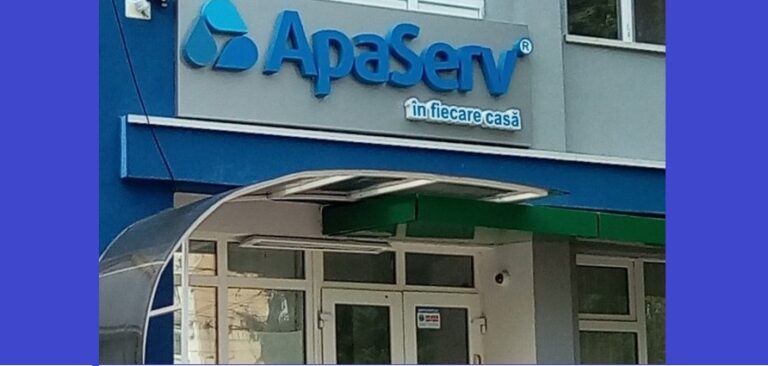 ApaServ®
în fiecare casă